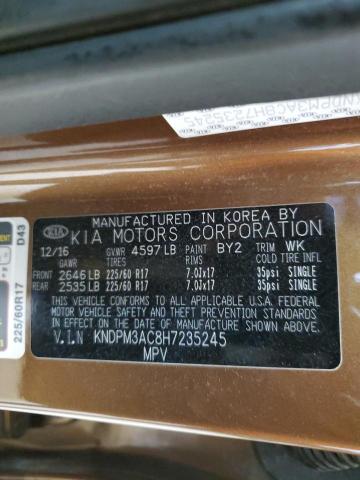 KNDPM3AC8H7235245
D43
225/60R17
KIA
MANUFACTURED IN KOREA BY
KIA MOTORS CORPORATION
12/16 GVWR 4597 LB PAINT BY2 TRIM WK
GAWR TIRES RIMS COLD TIRE INFL
FRONT 2646 LB 225/60 R17 7.0Jx17 35psi SINGLE
REAR 2535 LB 225/60 R17 7.0Jx17 35psi SINGLE
THIS VEHICLE CONFORMS TO ALL APPLICABLE FEDERAL
MOTOR VEHICLE SAFETY AND THEFT PREVENTION
STANDARDS IN EFFECT ON THE DATE OF
MANUFACTURE SHOWN ABOVE.
V.I.N KNDPM3AC8H7235245
MPV